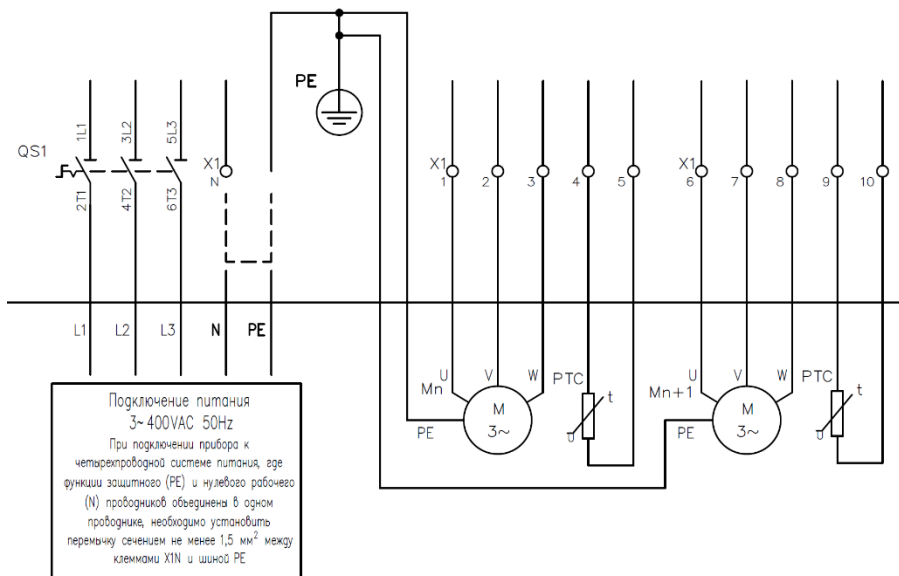 PE
1L1
3L2
5L3
QS1
X1
N
X1
1
2
3
4
5
X1
6
7
8
9
10
2T1
4T2
6T3
L1
L2
L3
N
PE
U
V
W
PTC
t
Mn
M
3~
PE
υ
U
V
W
PTC
t
Mn+1
M
3~
PE
υ
Подключение питания
3~400VAC 50Hz
При подключении прибора к
четырехпроводной системе питания, где
функции защитного (PE) и нулевого рабочего
(N) проводников объединены в одном
проводнике, необходимо установить
перемычку сечением не менее 1,5 мм² между
клеммами X1N и шиной PE